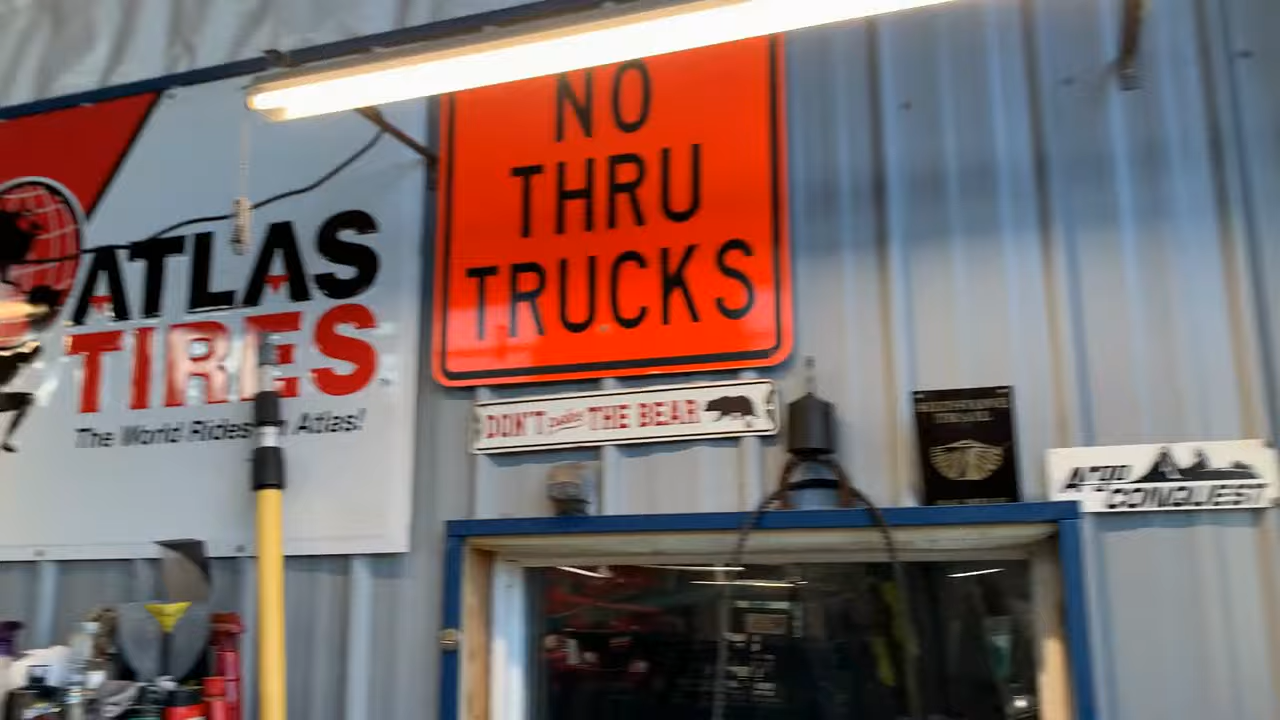 NO
THRU
TRUCKS
ATLAS
TIRES
The World Rides on Atlas!
DON'T THE BEAR
CONQUEST